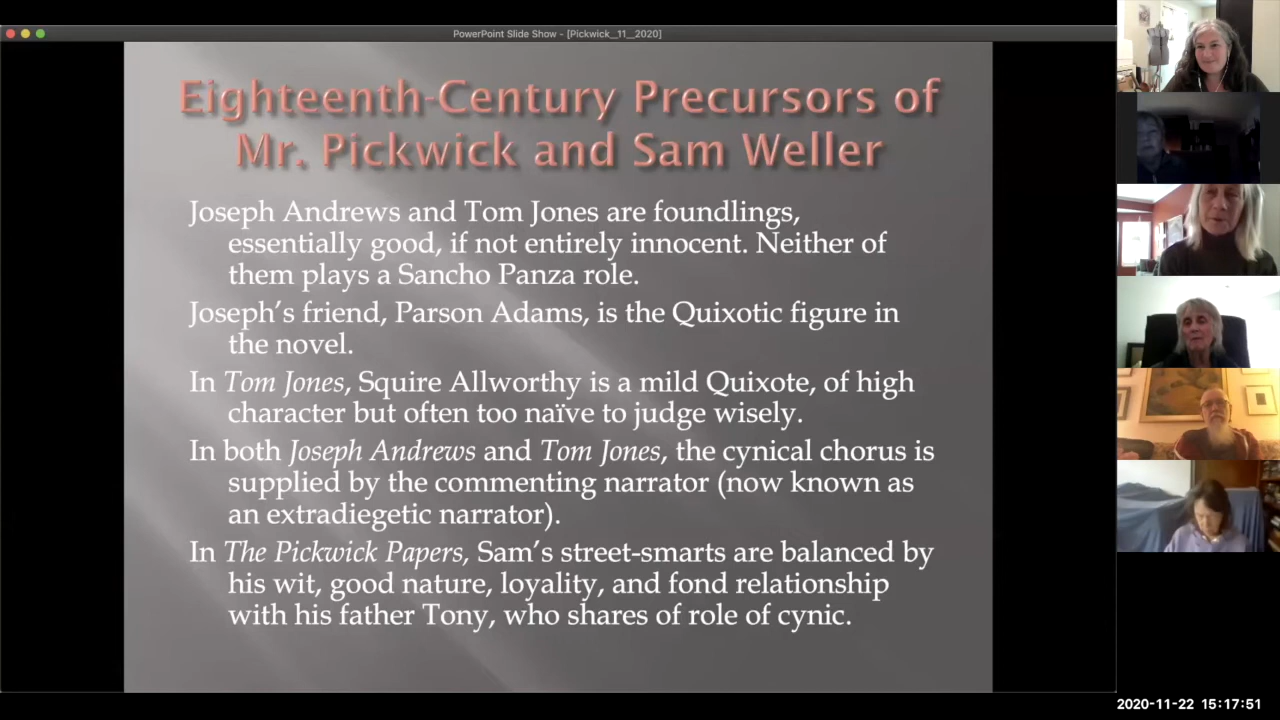 PowerPoint Slide Show - [Pickwick_11_2020]
Eighteenth-Century Precursors of
Mr. Pickwick and Sam Weller
Joseph Andrews and Tom Jones are foundlings,
essentially good, if not entirely innocent. Neither of
them plays a Sancho Panza role.
Joseph's friend, Parson Adams, is the Quixotic figure in
the novel.
In Tom Jones, Squire Allworthy is a mild Quixote, of high
character but often too naïve to judge wisely.
In both Joseph Andrews and Tom Jones, the cynical chorus is
supplied by the commenting narrator (now known as
an extradiegetic narrator).
In The Pickwick Papers, Sam's street-smarts are balanced by
his wit, good nature, loyality, and fond relationship
with his father Tony, who shares of role of cynic.
2020-11-22 15:17:51